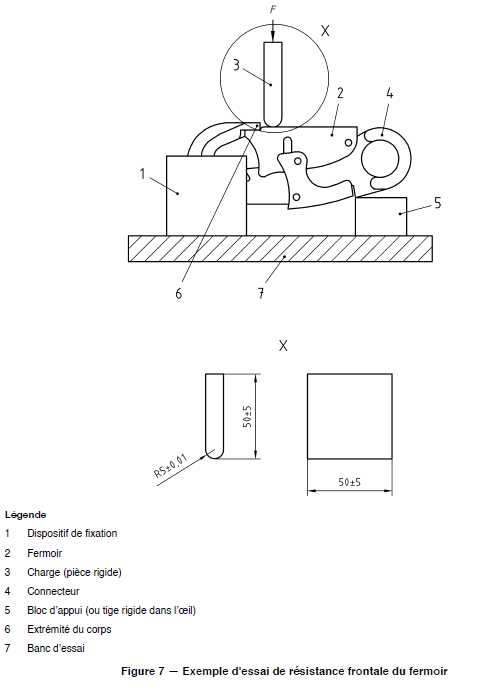 F
X
3
2
4
1
5
6
7
X
50±5
R5±0,01
50±5
Légende
1 Dispositif de fixation
2 Fermoir
3 Charge (pièce rigide)
4 Connecteur
5 Bloc d'appui (ou tige rigide dans l'œil)
6 Extrémité du corps
7 Banc d'essai
Figure 7 — Exemple d'essai de résistance frontale du fermoir